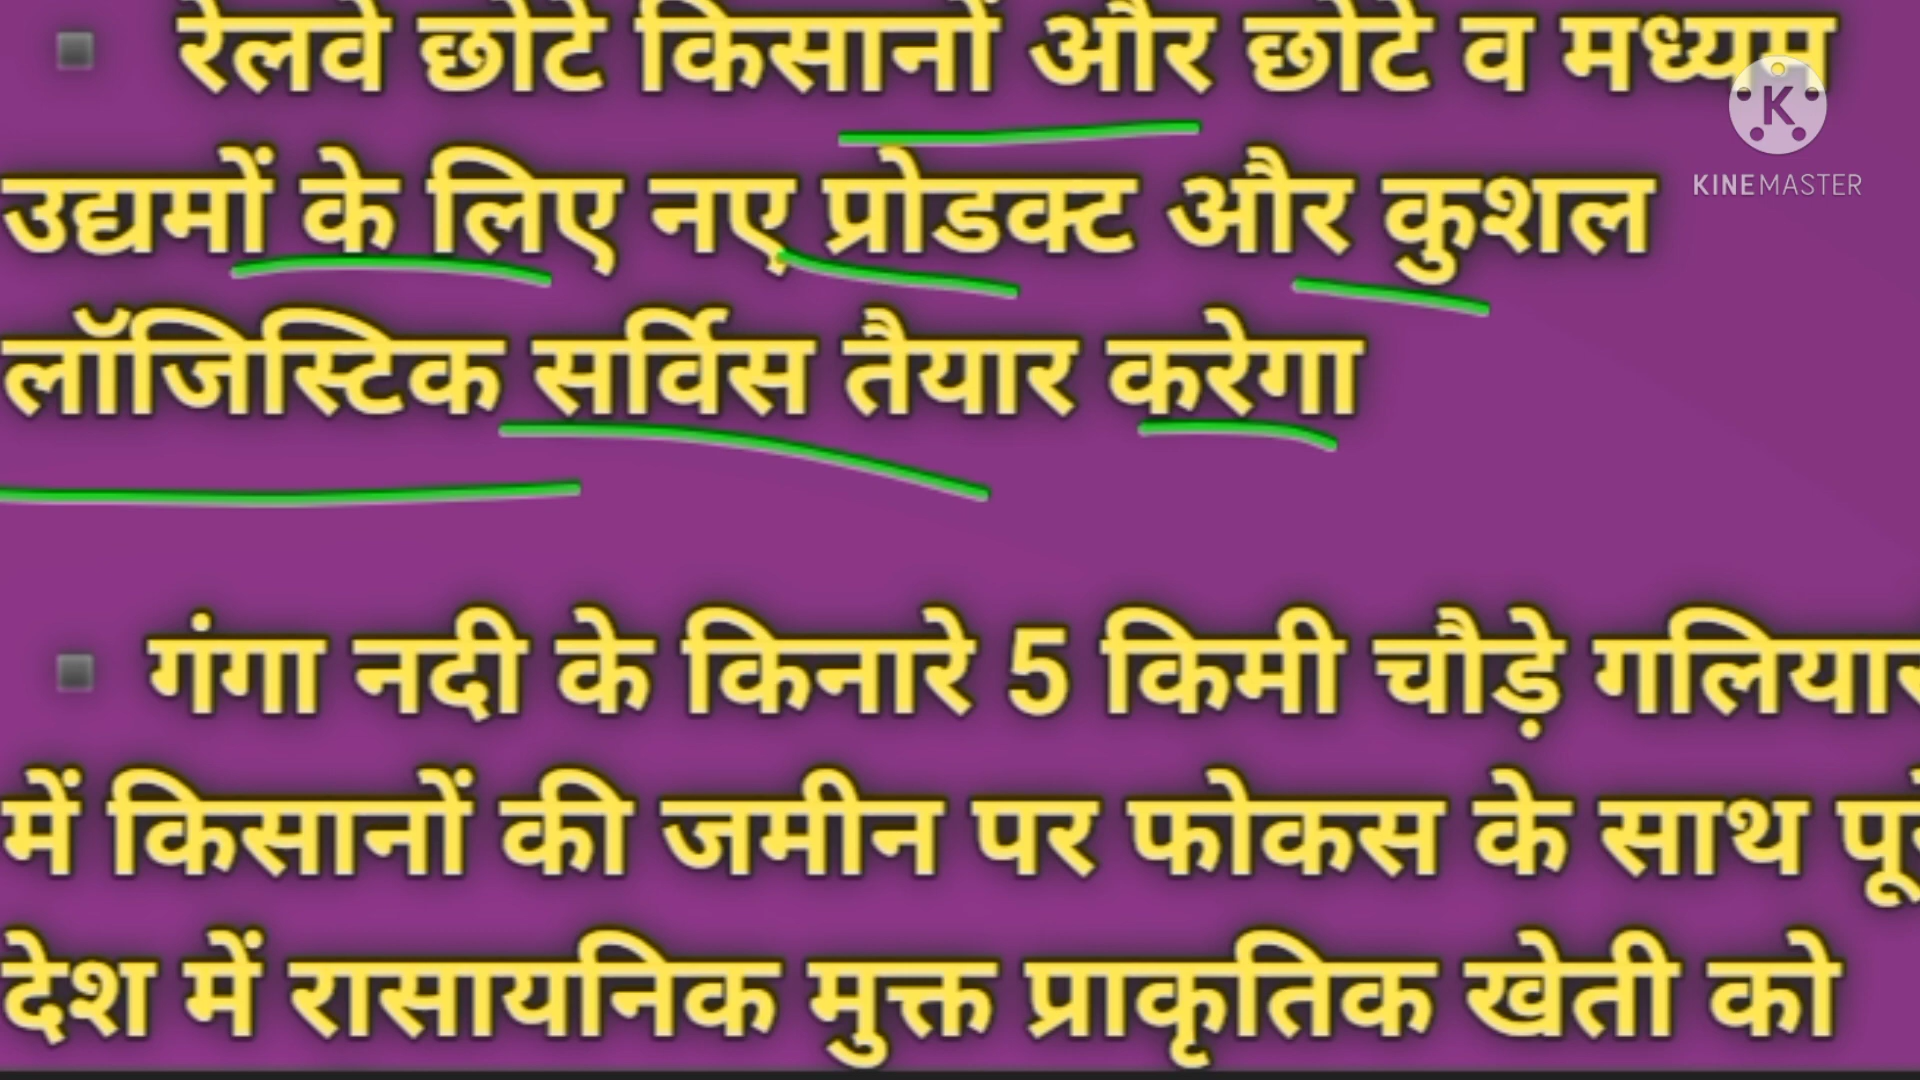 रेलवे छोटे किसानों और छोटे व मध्यम
KINEMASTER
उद्यमों के लिए नए प्रोडक्ट और कुशल
लॉजिस्टिक सर्विस तैयार करेगा
गंगा नदी के किनारे 5 किमी चौड़े
में किसानों की जमीन पर फोकस के साथ
देश में रासायनिक मुक्त प्राकृतिक खेती को